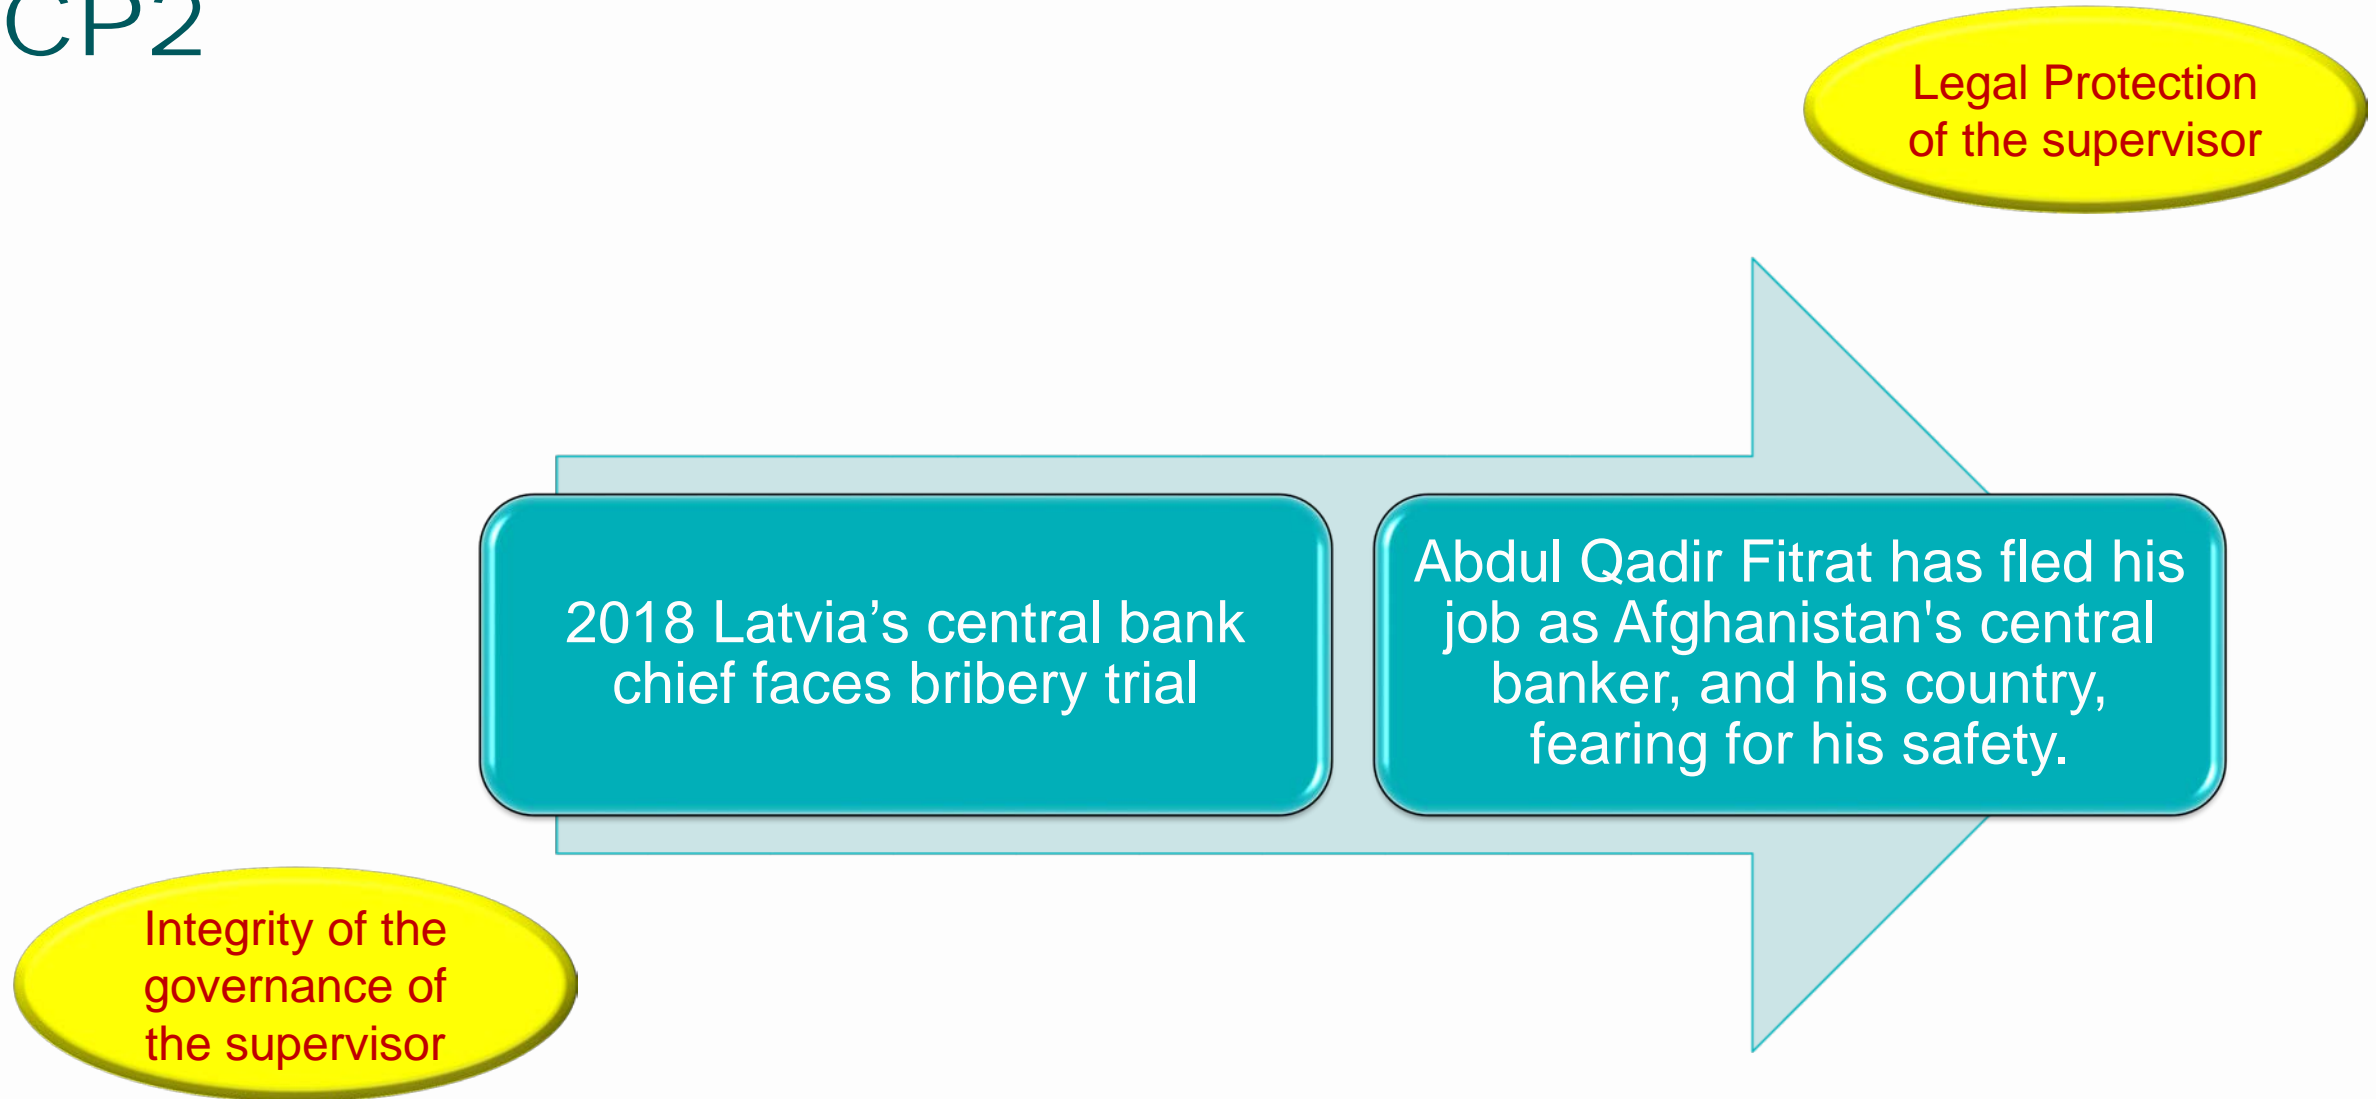 CP2
Legal Protection
of the supervisor
2018 Latvia’s central bank
chief faces bribery trial
Abdul Qadir Fitrat has fled his
job as Afghanistan's central
banker, and his country,
fearing for his safety.
Integrity of the
governance of
the supervisor